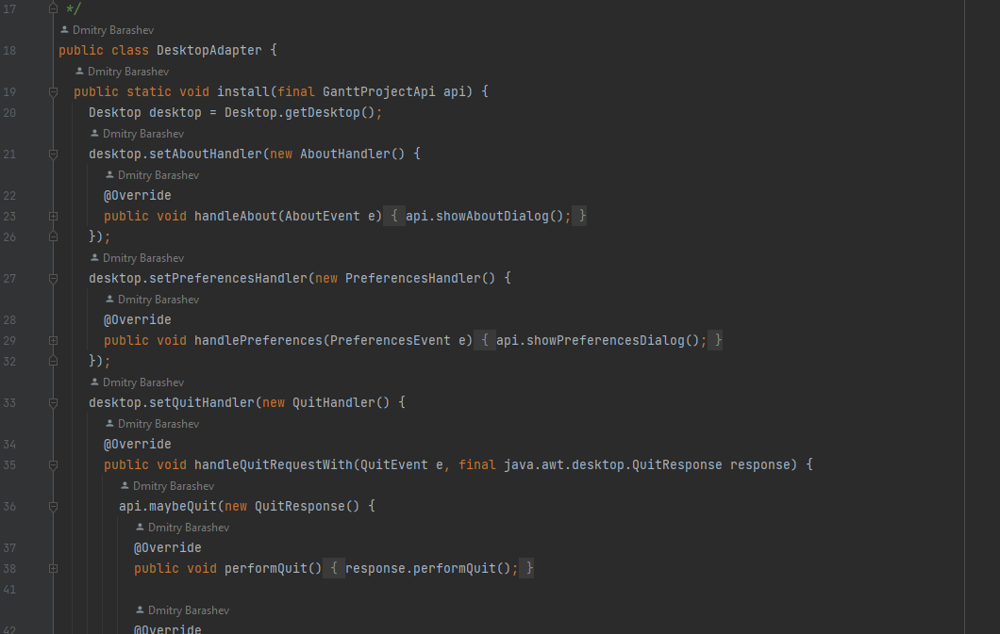 17 */
Dmitry Barashev
18 public class DesktopAdapter {
Dmitry Barashev
19 public static void install(final GanttProjectApi api) {
20 Desktop desktop = Desktop.getDesktop();
Dmitry Barashev
21 desktop.setAboutHandler(new AboutHandler() {
Dmitry Barashev
22 @Override
23 public void handleAbout(AboutEvent e) { api.showAboutDialog(); }
26 });
Dmitry Barashev
27 desktop.setPreferencesHandler(new PreferencesHandler() {
Dmitry Barashev
28 @Override
29 public void handlePreferences(PreferencesEvent e) { api.showPreferencesDialog(); }
32 });
Dmitry Barashev
33 desktop.setQuitHandler(new QuitHandler() {
Dmitry Barashev
34 @Override
35 public void handleQuitRequestWith(QuitEvent e, final java.awt.desktop.QuitResponse response) {
Dmitry Barashev
36 api.maybeQuit(new QuitResponse() {
Dmitry Barashev
37 @Override
38 public void performQuit() { response.performQuit(); }
41
Dmitry Barashev
42 @Override